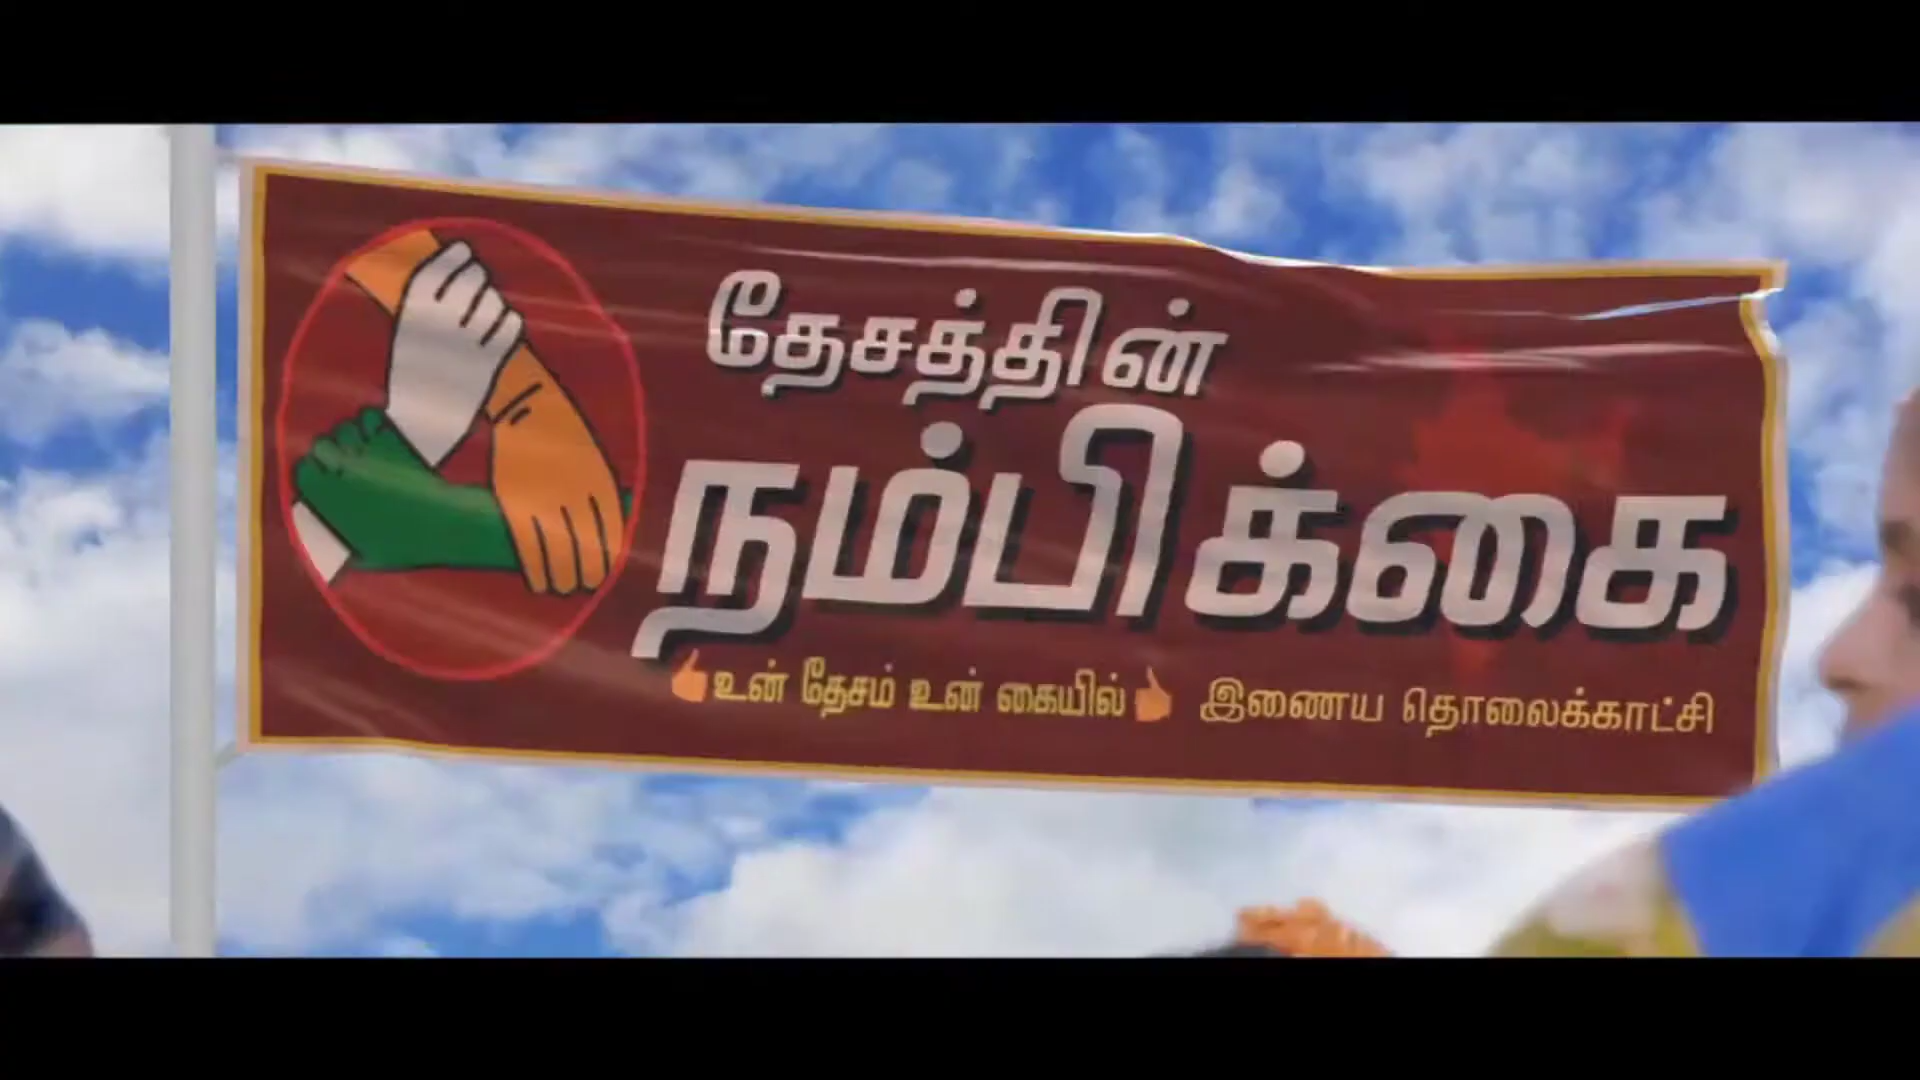 தேசத்தின்
நம்பிக்கை
உன் தேசம் உன் கையில் இணைய தொலைக்காட்சி